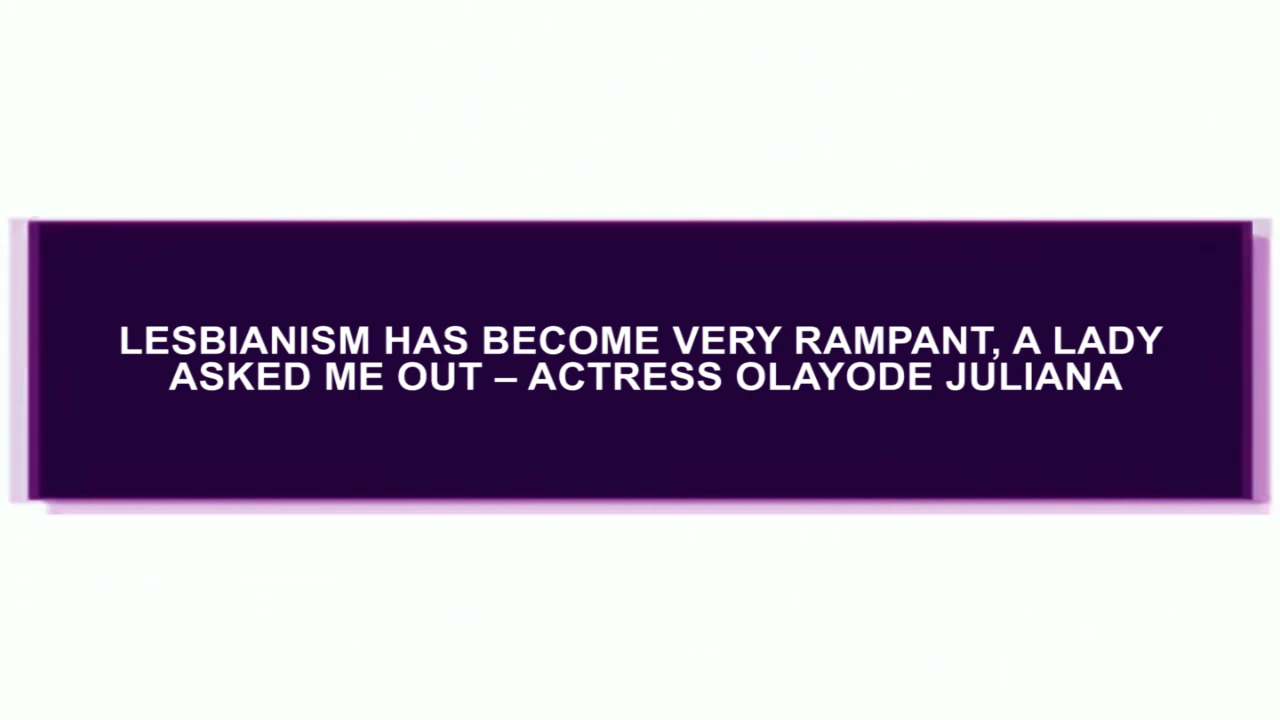 LESBIANISM HAS BECOME VERY RAMPANT, A LADY
ASKED ME OUT – ACTRESS OLAYODE JULIANA